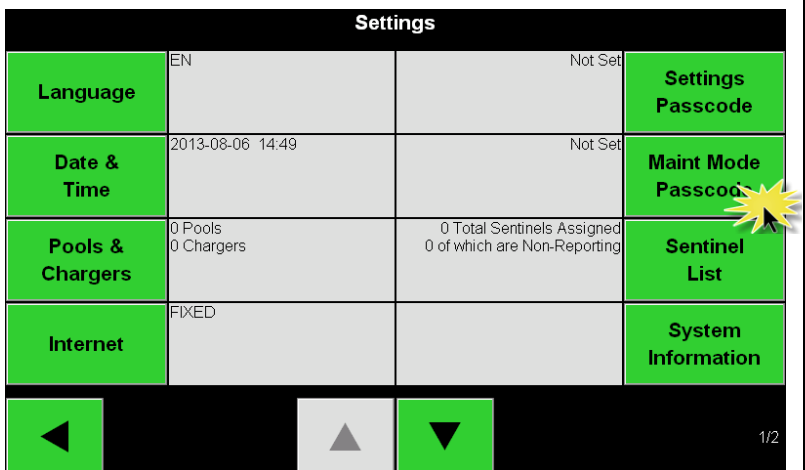 Settings
Language
EN
Not Set
Settings
Passcode
Date &
Time
2013-08-06 14:49
Not Set
Maint Mode
Passcode
Pools &
Chargers
0 Pools
0 Chargers
0 Total Sentinels Assigned
0 of which are Non-Reporting
Sentinel
List
Internet
FIXED
System
Information
1/2